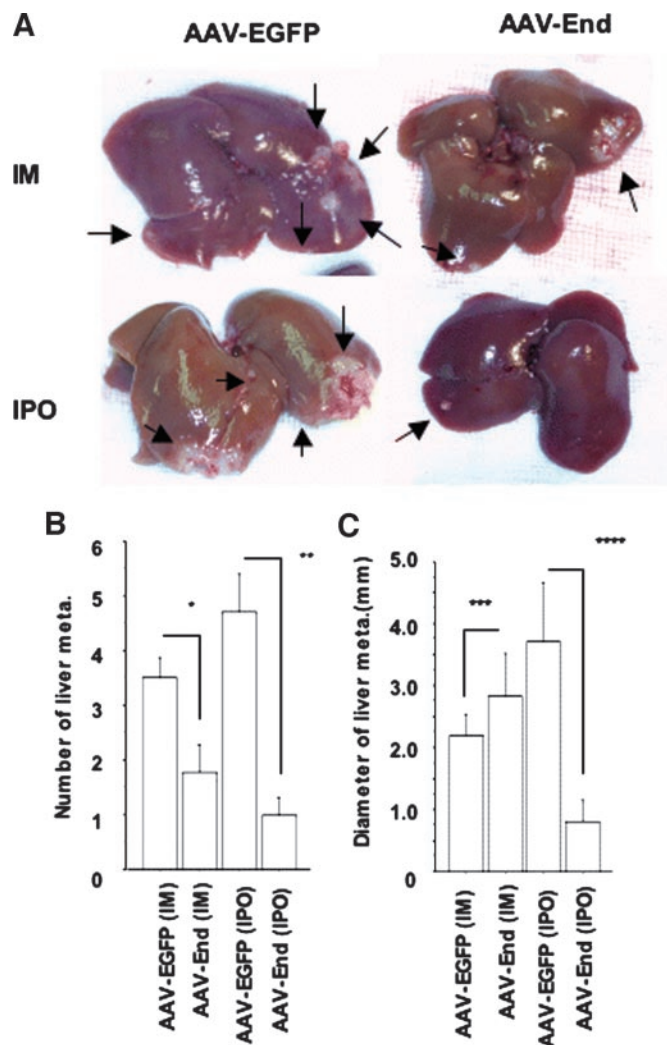 A
AAV-EGFP
AAV-End
IM
IPO
B
Number of liver meta.
6
5
4
3
2
1
0
*
**
AAV-EGFP (IM)
AAV-End (IM)
AAV-EGFP (IPO)
AAV-End (IPO)
C
Diameter of liver meta.(mm)
5.0
4.0
3.0
2.0
1.0
0
***
****
AAV-EGFP (IM)
AAV-End (IM)
AAV-EGFP (IPO)
AAV-End (IPO)